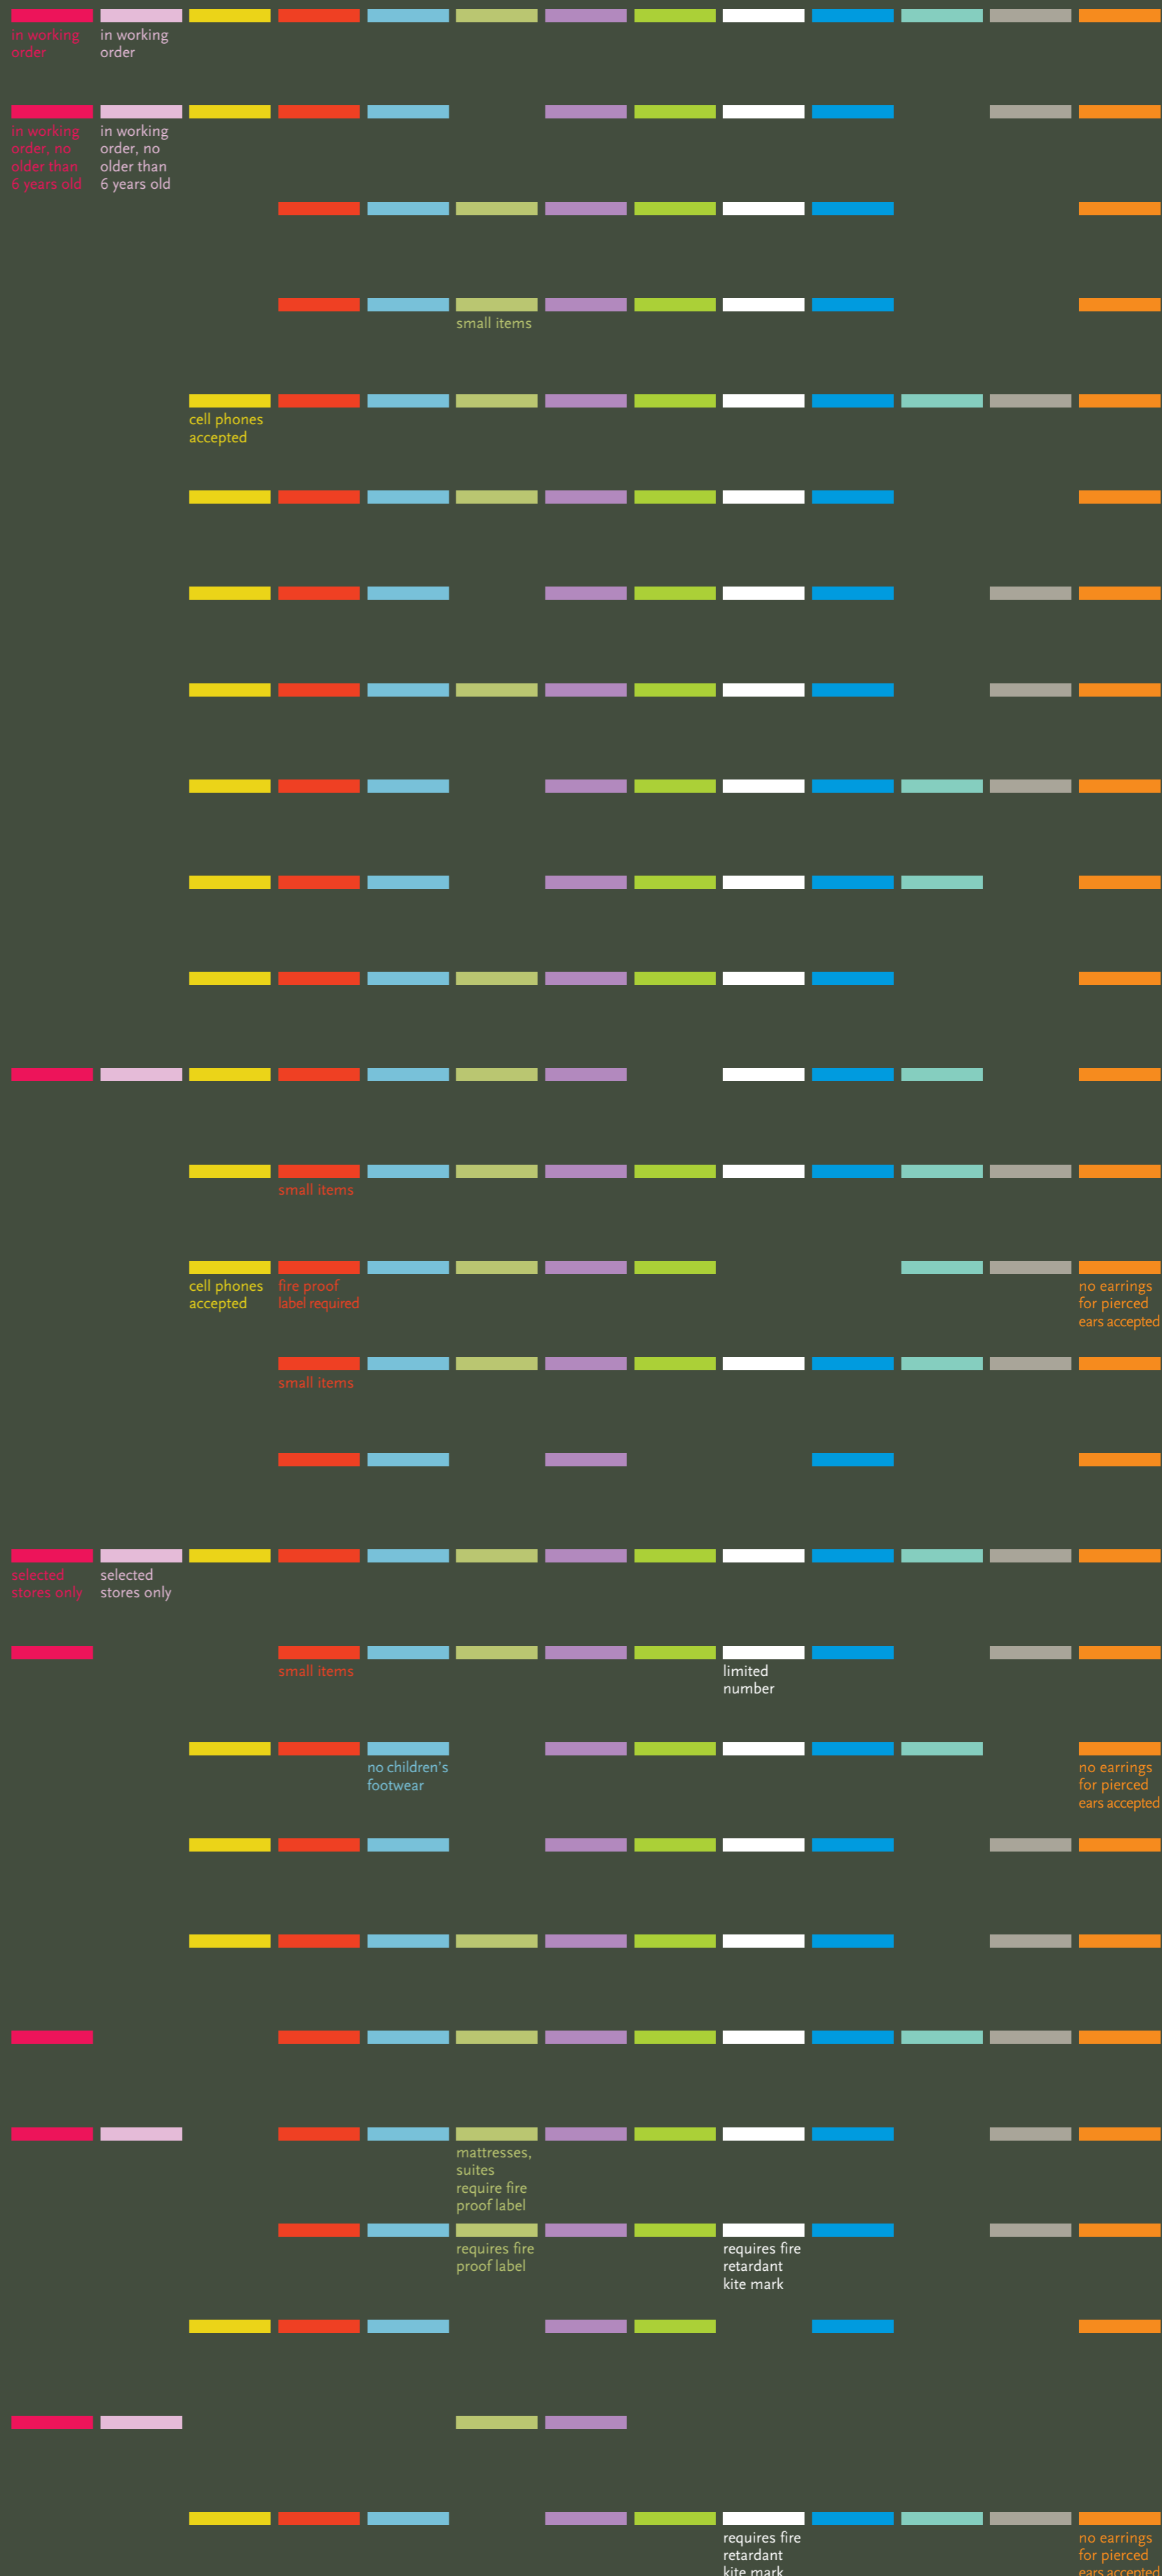 in working
order
in working
order
in working
order, no
older than
6 years old
in working
order, no
older than
6 years old
small items
cell phones
accepted
small items
cell phones
accepted
fire proof
label required
no earrings
for pierced
ears accepted
small items
selected
stores only
selected
stores only
small items
limited
number
no children's
footwear
no earrings
for pierced
ears accepted
mattresses,
suites
require fire
proof label
requires fire
proof label
requires fire
retardant
kite mark
requires fire
retardant
kite mark
no earrings
for pierced
ears accepted